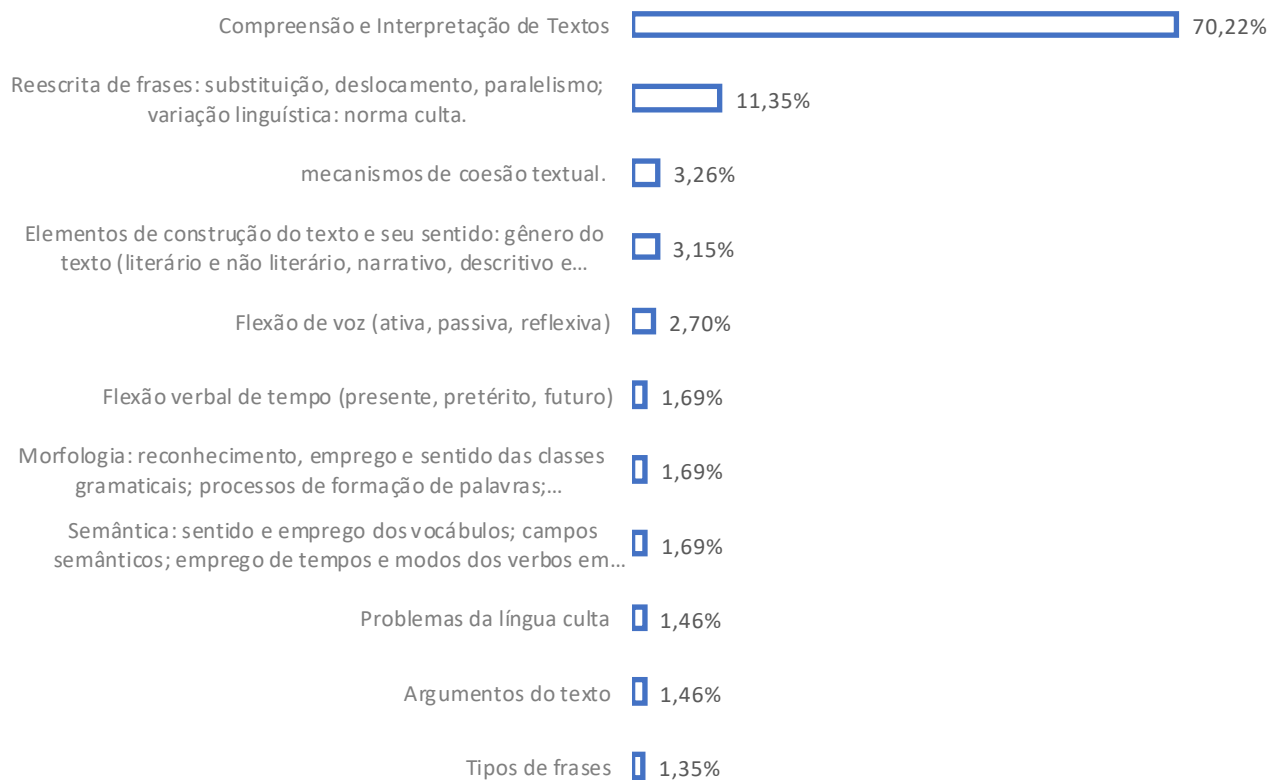 Compreensão e Interpretação de Textos 70,22%
Reescrita de frases: substituição, deslocamento, paralelismo;
variação linguística: norma culta. 11,35%
mecanismos de coesão textual. 3,26%
Elementos de construção do texto e seu sentido: gênero do
texto (literário e não literário, narrativo, descritivo e... 3,15%
Flexão de voz (ativa, passiva, reflexiva) 2,70%
Flexão verbal de tempo (presente, pretérito, futuro) 1,69%
Morfologia: reconhecimento, emprego e sentido das classes
gramaticais; processos de formação de palavras;... 1,69%
Semântica: sentido e emprego dos vocábulos; campos
semânticos; emprego de tempos e modos dos verbos em... 1,69%
Problemas da língua culta 1,46%
Argumentos do texto 1,46%
Tipos de frases 1,35%